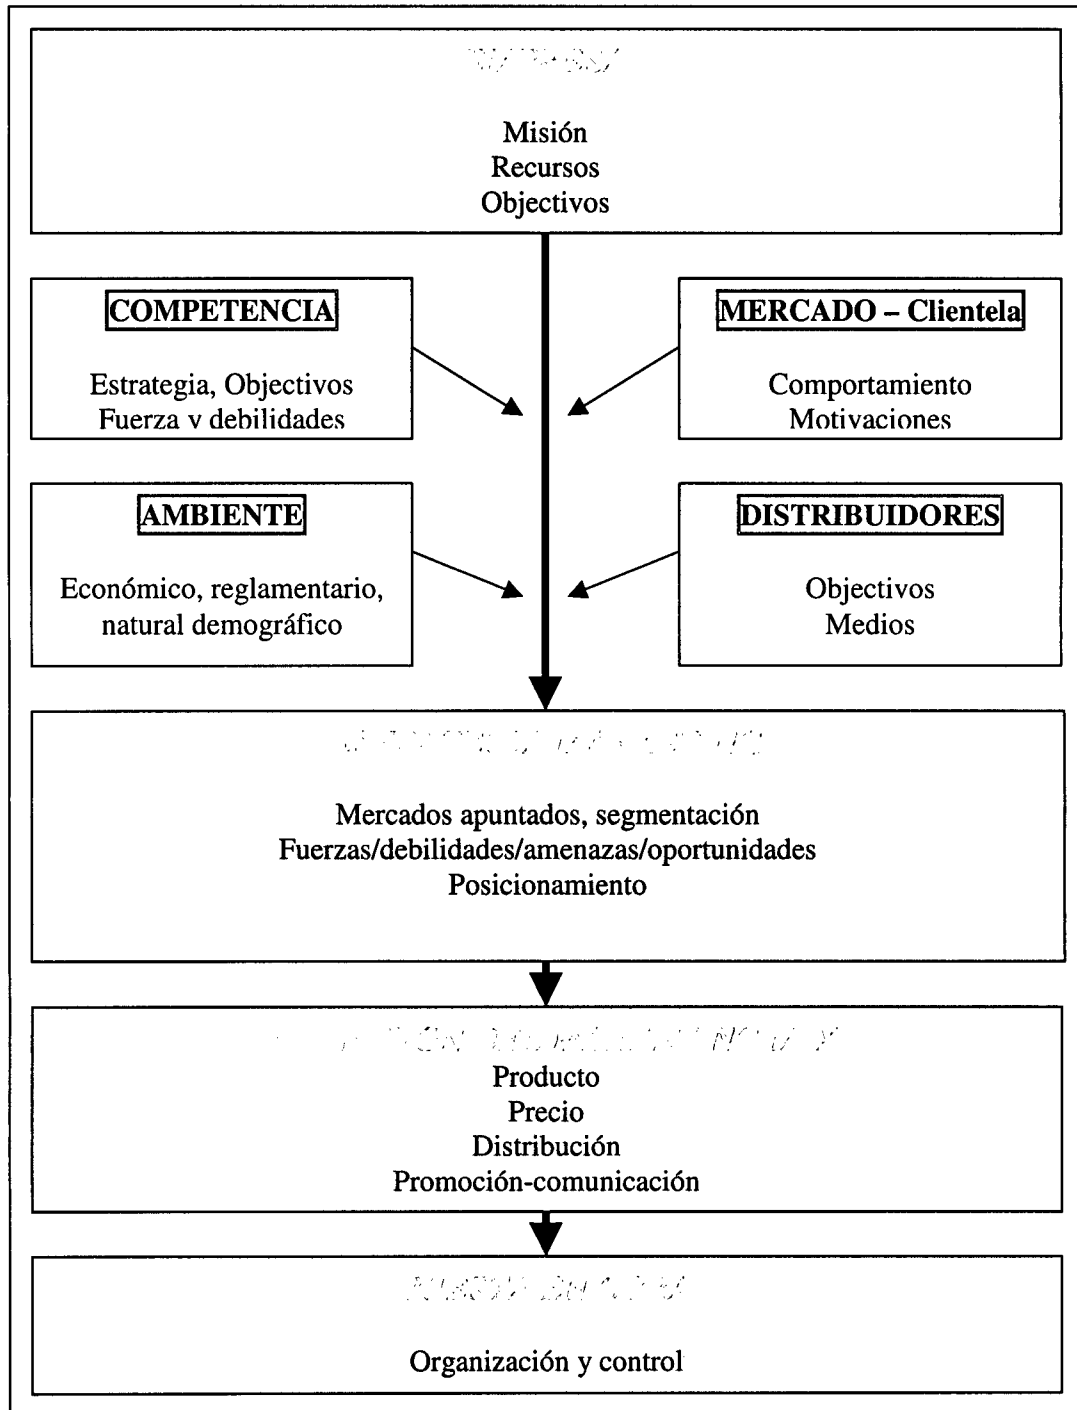 Misión
Recursos
Objectivos
COMPETENCIA
Estrategia, Objectivos
Fuerza y debilidades
MERCADO – Clientela
Comportamiento
Motivaciones
AMBIENTE
Económico, reglamentario,
natural demográfico
DISTRIBUIDORES
Objectivos
Medios
Mercados apuntados, segmentación
Fuerzas/debilidades/amenazas/oportunidades
Posicionamiento
Producto
Precio
Distribución
Promoción-comunicación
Organización y control